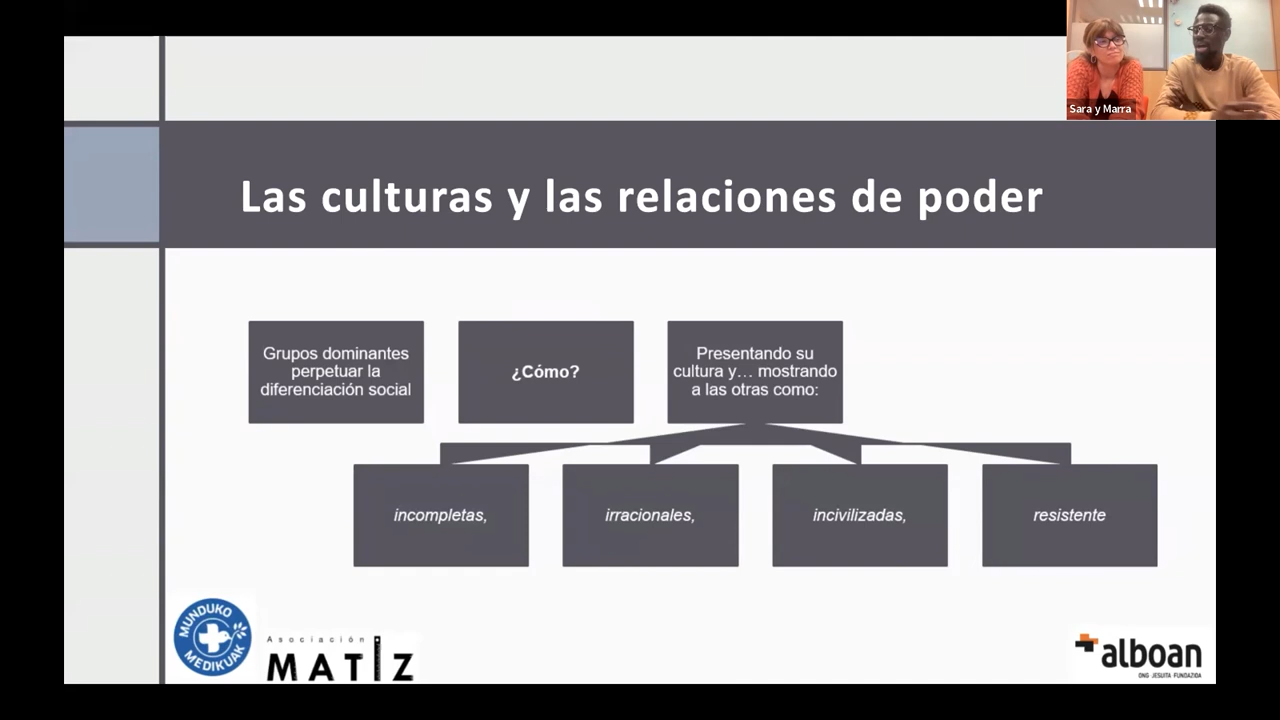 Sara y Marra
Las culturas y las relaciones de poder
Grupos dominantes
perpetuar la
diferenciación social
¿Cómo?
Presentando su
cultura y… mostrando
a las otras como:
incompletas,
irracionales,
incivilizadas,
resistente
MUNDUKO
MEDIKUAK
Asociación
MATIZ
alboan
ONG JESUITA FUNDAZIOA